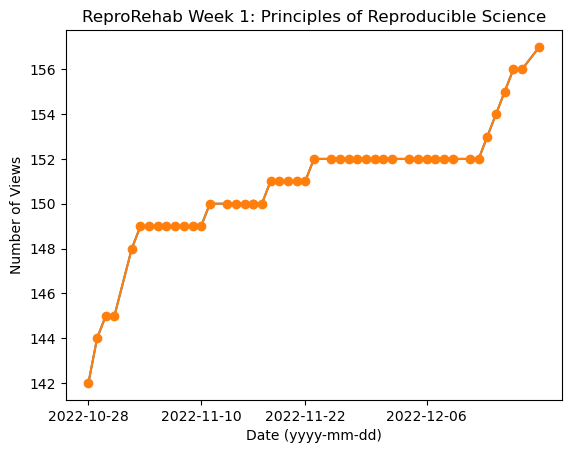 ReproRehab Week 1: Principles of Reproducible Science
156
154
152
150
148
146
144
142
Number of Views
2022-10-28 2022-11-10 2022-11-22 2022-12-06
Date (yyyy-mm-dd)